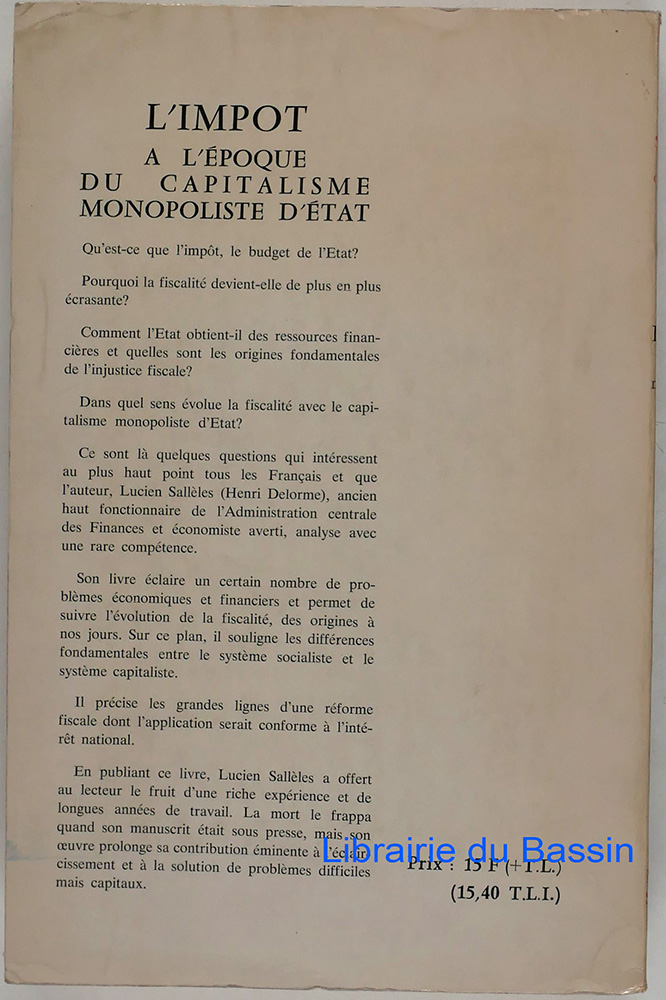 L'IMPOT
A L'ÉPOQUE
DU CAPITALISME
MONOPOLISTE D'ÉTAT
Qu'est-ce que l'impôt, le budget de l'Etat?
Pourquoi la fiscalité devient-elle de plus en plus
écrasante?
Comment l'Etat obtient-il des ressources finan-
cières et quelles sont les origines fondamentales
de l'injustice fiscale?
Dans quel sens évolue la fiscalité avec le capi-
talisme monopoliste d'Etat?
Ce sont là quelques questions qui intéressent
au plus haut point tous les Français et que
l'auteur, Lucien Sallèles (Henri Delorme), ancien
haut fonctionnaire de l'Administration centrale
des Finances et économiste averti, analyse avec
une rare compétence.
Son livre éclaire un certain nombre de pro-
blèmes économiques et financiers et permet de
suivre l'évolution de la fiscalité, des origines à
nos jours. Sur ce plan, il souligne les différences
fondamentales entre le système socialiste et le
système capitaliste.
Il précise les grandes lignes d'une réforme
fiscale dont l'application serait conforme à l'inté-
rêt national.
En publiant ce livre, Lucien Sallèles a offert
au lecteur le fruit d'une riche expérience et de
longues années de travail. La mort le frappa
quand son manuscrit était sous presse, mais son
œuvre prolonge sa contribution éminente à l'éclair-
cissement et à la solution de problèmes difficiles
mais capitaux.
Librairie du Bassin
Prix : 15 F (+T.L.)
(15,40 T.L.I.)